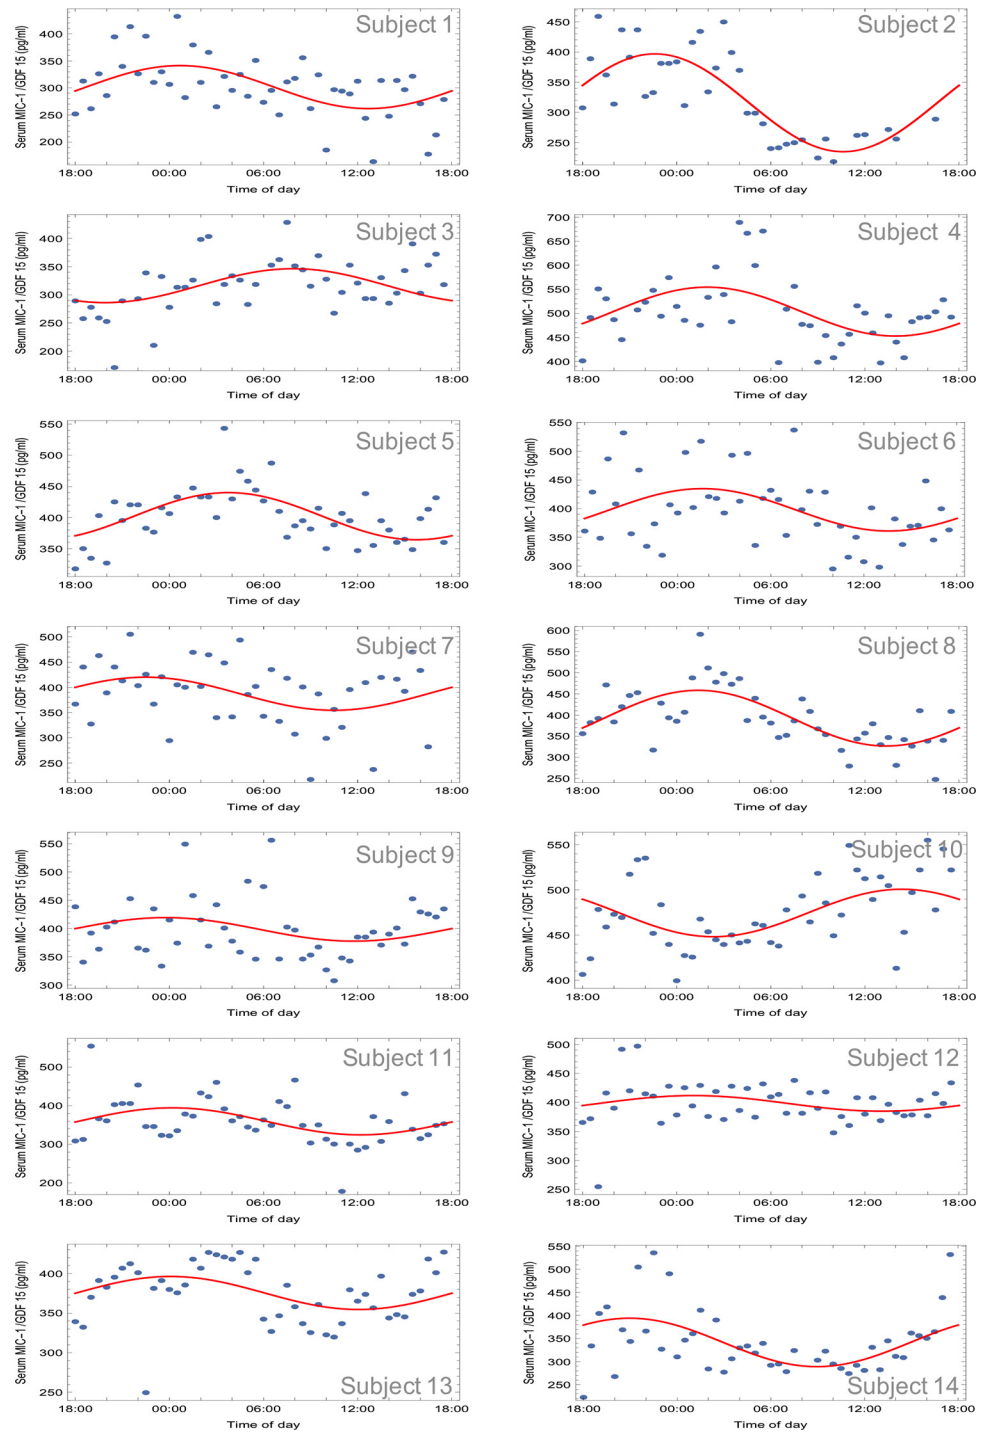 Subject 1
Serum MIC-1 /GDF 15 (pg/ml)
400
350
300
250
200
18:00 00:00 06:00 12:00 18:00
Time of day
Subject 2
Serum MIC-1 /GDF 15 (pg/ml)
450
400
350
300
250
18:00 00:00 06:00 12:00 18:00
Time of day
Subject 3
Serum MIC-1 /GDF 15 (pg/ml)
400
350
300
250
200
18:00 00:00 06:00 12:00 18:00
Time of day
Subject 4
Serum MIC-1 /GDF 15 (pg/ml)
700
650
600
550
500
450
400
18:00 00:00 06:00 12:00 18:00
Time of day
Subject 5
Serum MIC-1 /GDF 15 (pg/ml)
550
500
450
400
350
18:00 00:00 06:00 12:00 18:00
Time of day
Subject 6
Serum MIC-1 /GDF 15 (pg/ml)
550
500
450
400
350
300
18:00 00:00 06:00 12:00 18:00
Time of day
Subject 7
Serum MIC-1 /GDF 15 (pg/ml)
500
450
400
350
300
250
18:00 00:00 06:00 12:00 18:00
Time of day
Subject 8
Serum MIC-1 /GDF 15 (pg/ml)
600
550
500
450
400
350
300
250
18:00 00:00 06:00 12:00 18:00
Time of day
Subject 9
Serum MIC-1 /GDF 15 (pg/ml)
550
500
450
400
350
300
18:00 00:00 06:00 12:00 18:00
Time of day
Subject 10
Serum MIC-1 /GDF 15 (pg/ml)
550
500
450
400
18:00 00:00 06:00 12:00 18:00
Time of day
Subject 11
Serum MIC-1 /GDF 15 (pg/ml)
500
400
300
200
18:00 00:00 06:00 12:00 18:00
Time of day
Subject 12
Serum MIC-1 /GDF 15 (pg/ml)
500
450
400
350
300
250
18:00 00:00 06:00 12:00 18:00
Time of day
Subject 13
Serum MIC-1 /GDF 15 (pg/ml)
400
350
300
250
18:00 00:00 06:00 12:00 18:00
Time of day
Subject 14
Serum MIC-1 /GDF 15 (pg/ml)
550
500
450
400
350
300
250
18:00 00:00 06:00 12:00 18:00
Time of day